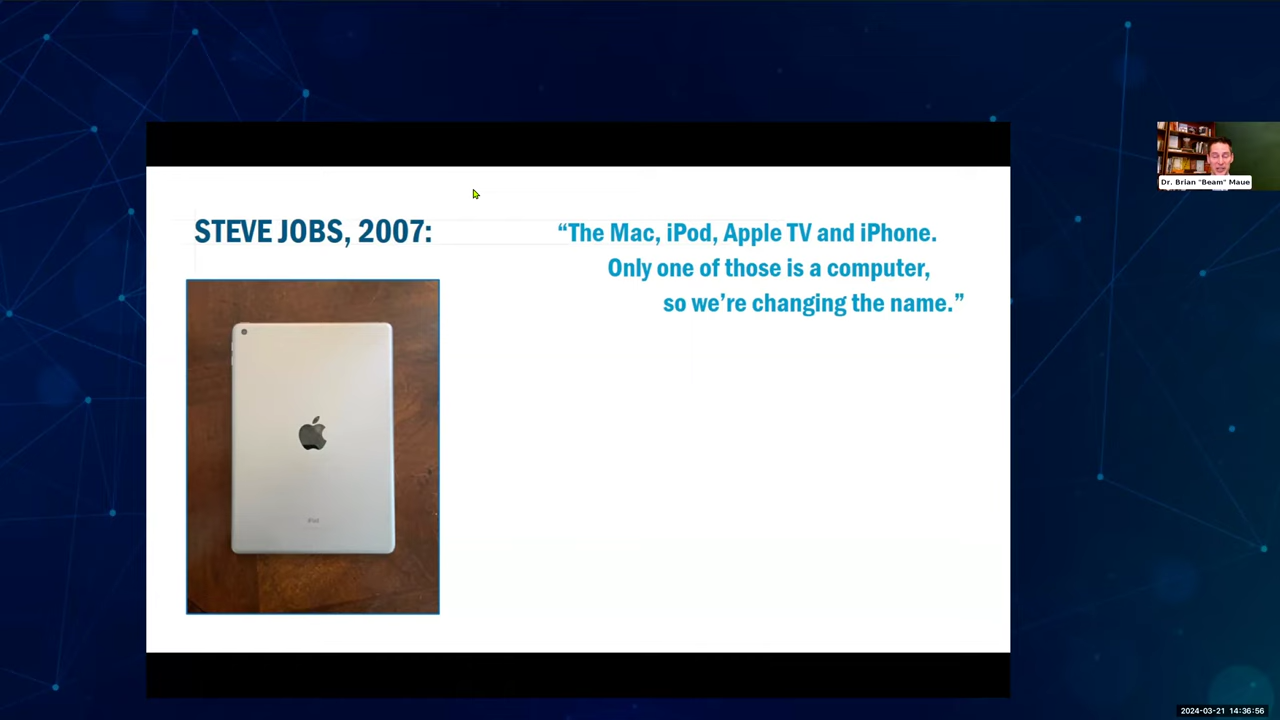 STEVE JOBS, 2007:
“The Mac, iPod, Apple TV and iPhone.
Only one of those is a computer,
so we’re changing the name.”
iPad
Dr. Brian "Beam" Maue
2024-03-21 14:36:56